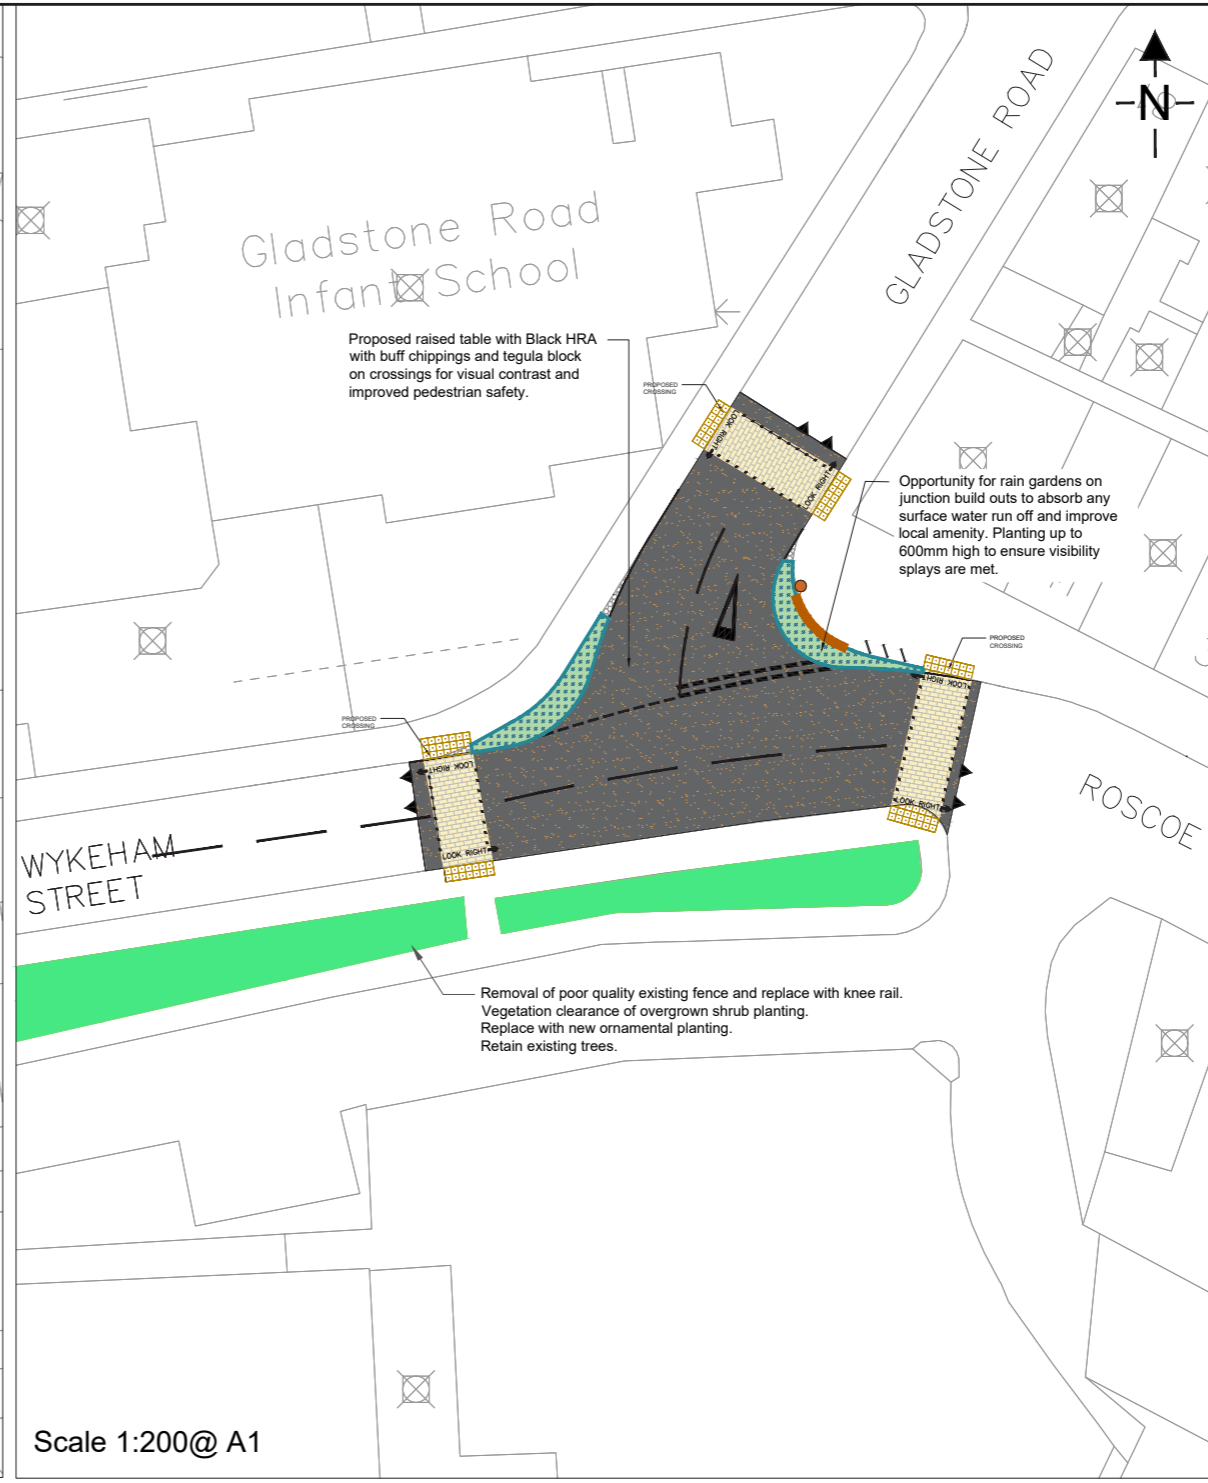 GLADSTONE ROAD
N
Gladstone Road
Infant School
Proposed raised table with Black HRA
with buff chippings and tegula block
on crossings for visual contrast and
improved pedestrian safety.
PROPOSED
CROSSING
LOOK RIGHT
LOOK RIGHT
Opportunity for rain gardens on
junction build outs to absorb any
surface water run off and improve
local amenity. Planting up to
600mm high to ensure visibility
splays are met.
PROPOSED
CROSSING
LOOK RIGHT
LOOK RIGHT
PROPOSED
CROSSING
LOOK RIGHT
LOOK RIGHT
LOOK RIGHT
ROSCOE
WYKEHAM
STREET
Removal of poor quality existing fence and replace with knee rail.
Vegetation clearance of overgrown shrub planting.
Replace with new ornamental planting.
Retain existing trees.
Scale 1:200@ A1